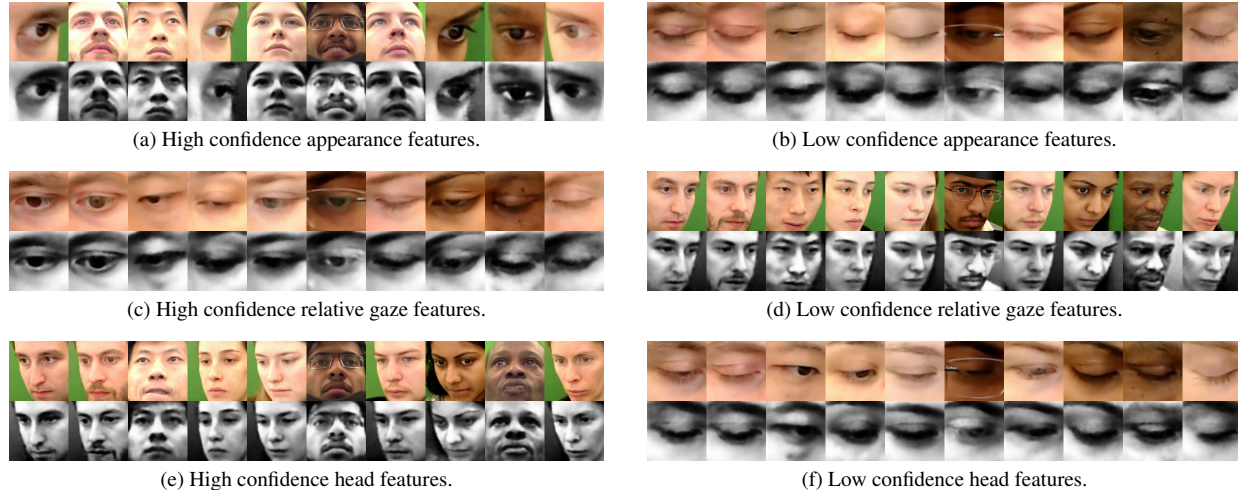 (a) High confidence appearance features.
(b) Low confidence appearance features.
(c) High confidence relative gaze features.
(d) Low confidence relative gaze features.
(e) High confidence head features.
(f) Low confidence head features.